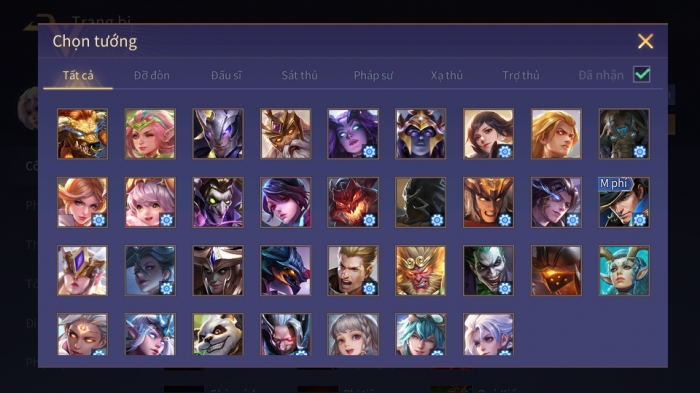 Trang bị
Chọn tướng
Tất cả
Đỡ đòn
Đấu sĩ
Sát thủ
Pháp sư
Xạ thủ
Trợ thủ
Đã nhận
M phí